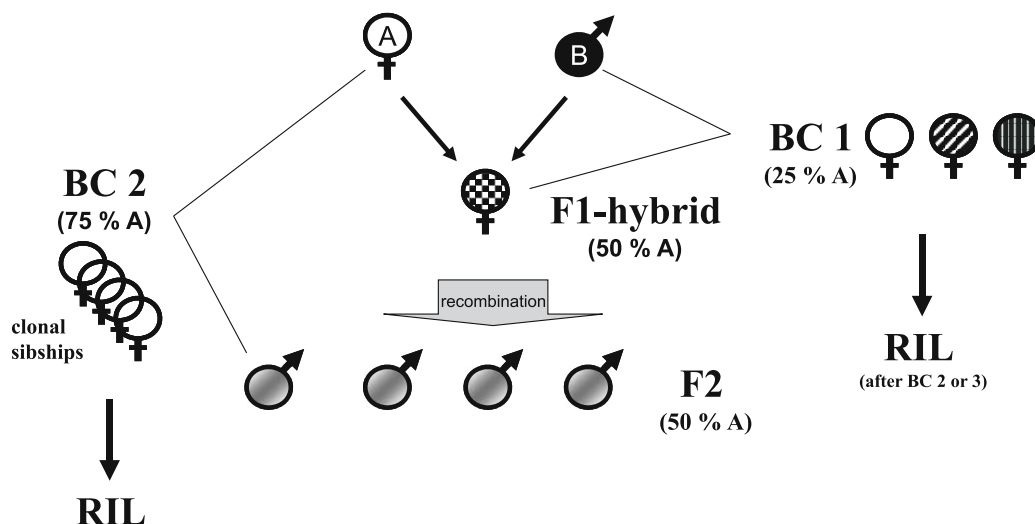 A
B
BC 1
(25 % A)
BC 2
(75 % A)
F1-hybrid
(50 % A)
recombination
clonal
sibships
RIL
(after BC 2 or 3)
F2
(50 % A)
RIL